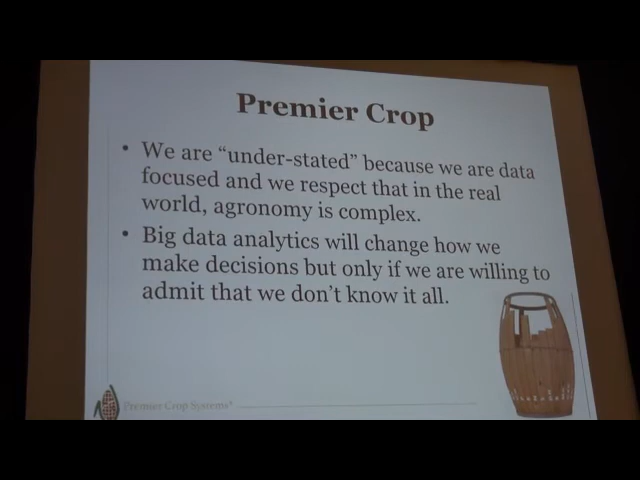 Premier Crop
• We are “under-stated” because we are data
focused and we respect that in the real
world, agronomy is complex.
• Big data analytics will change how we
make decisions but only if we are willing to
admit that we don’t know it all.
Premier Crop Systems